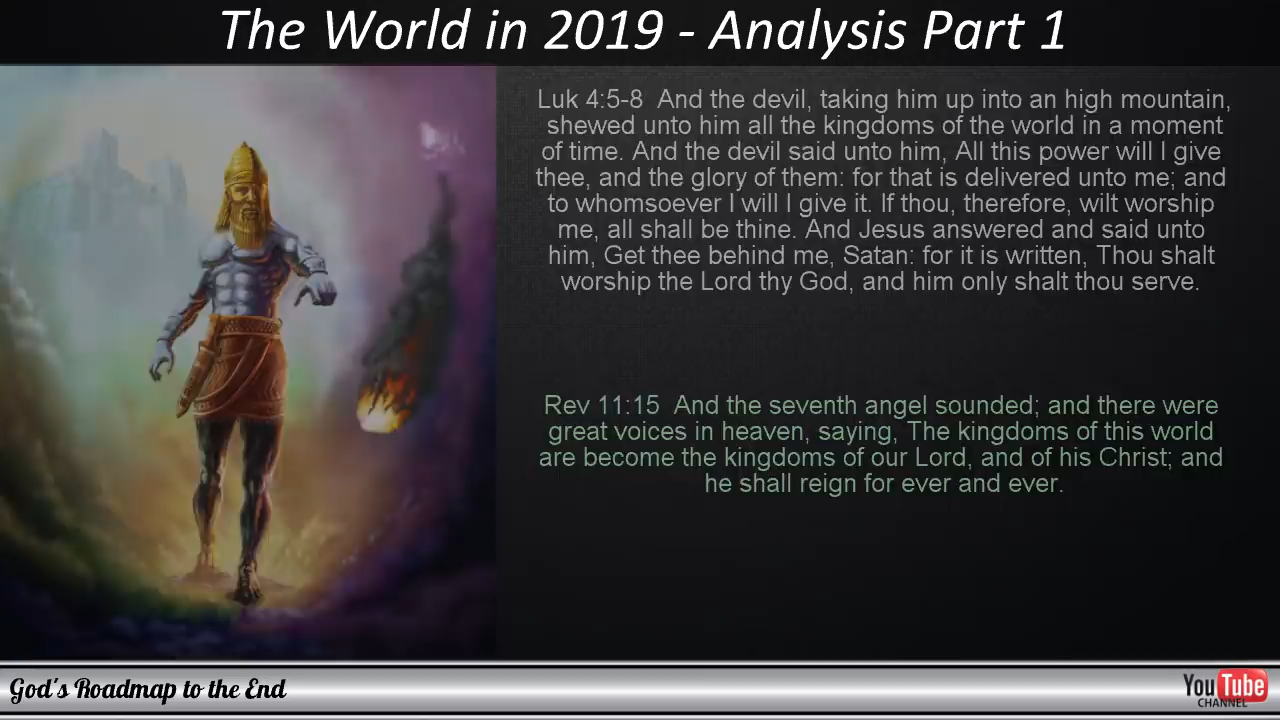 The World in 2019 - Analysis Part 1
Luk 4:5-8  And the devil, taking him up into an high mountain,
shewed unto him all the kingdoms of the world in a moment
of time. And the devil said unto him, All this power will I give
thee, and the glory of them: for that is delivered unto me; and
to whomsoever I will I give it. If thou, therefore, wilt worship
me, all shall be thine. And Jesus answered and said unto
him, Get thee behind me, Satan: for it is written, Thou shalt
worship the Lord thy God, and him only shalt thou serve.
Rev 11:15  And the seventh angel sounded; and there were
great voices in heaven, saying, The kingdoms of this world
are become the kingdoms of our Lord, and of his Christ; and
he shall reign for ever and ever.
God's Roadmap to the End
YouTube
CHANNEL